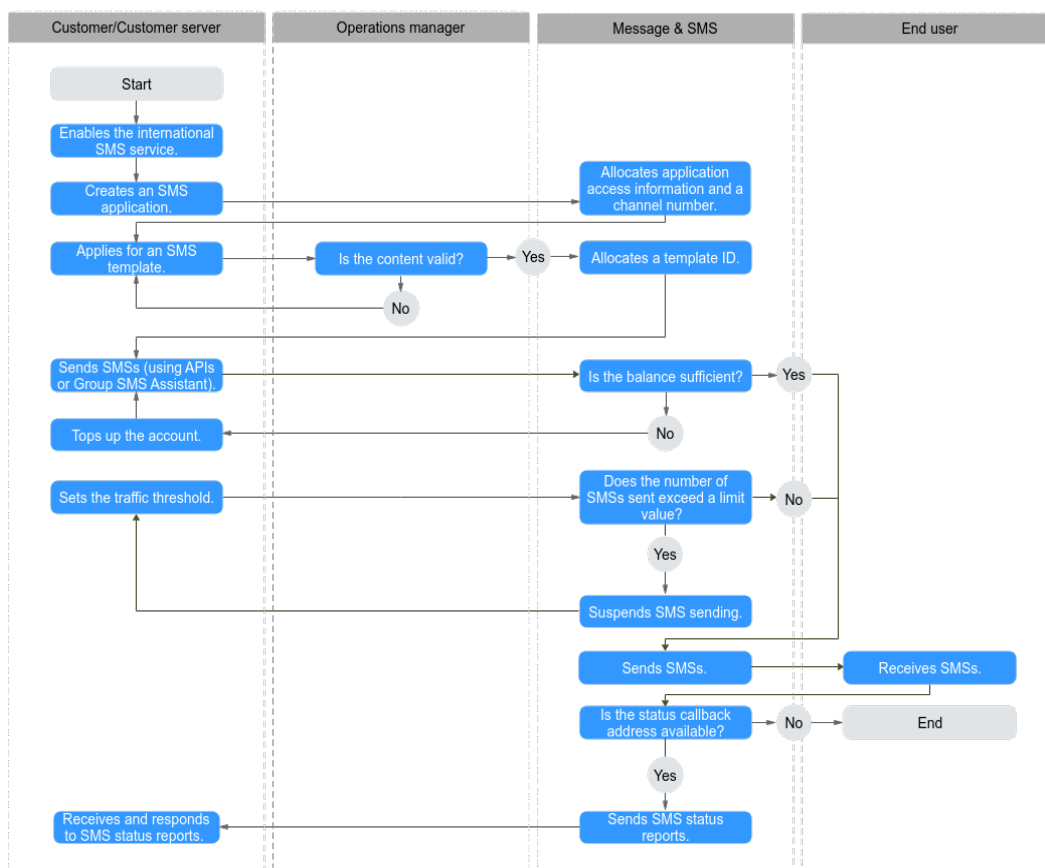 Customer/Customer server
Operations manager
Message & SMS
End user
Start
Enables the international
SMS service.
Creates an SMS
application.
Allocates application
access information and a
channel number.
Applies for an SMS
template.
Is the content valid?
Yes
Allocates a template ID.
No
Sends SMSs (using APIs
or Group SMS Assistant).
Is the balance sufficient?
Yes
No
Tops up the account.
Sets the traffic threshold.
Does the number of
SMSs sent exceed a limit
value?
No
Yes
Suspends SMS sending.
Sends SMSs.
Receives SMSs.
Is the status callback
address available?
No
End
Yes
Receives and responds
to SMS status reports.
Sends SMS status
reports.